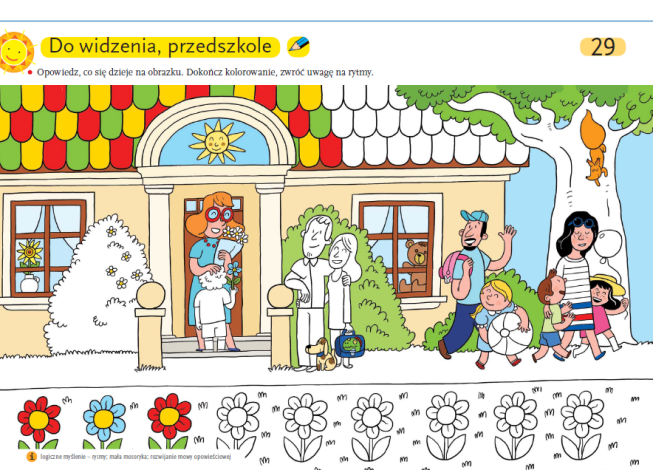 Do widzenia, przedszkole
29
• Opowiedz, co się dzieje na obrazku. Dokończ kolorowanie, zwróć uwagę na rytmy.
logiczne myślenie – rytmy; mała motoryka; rozwijanie mowy opowieściowej